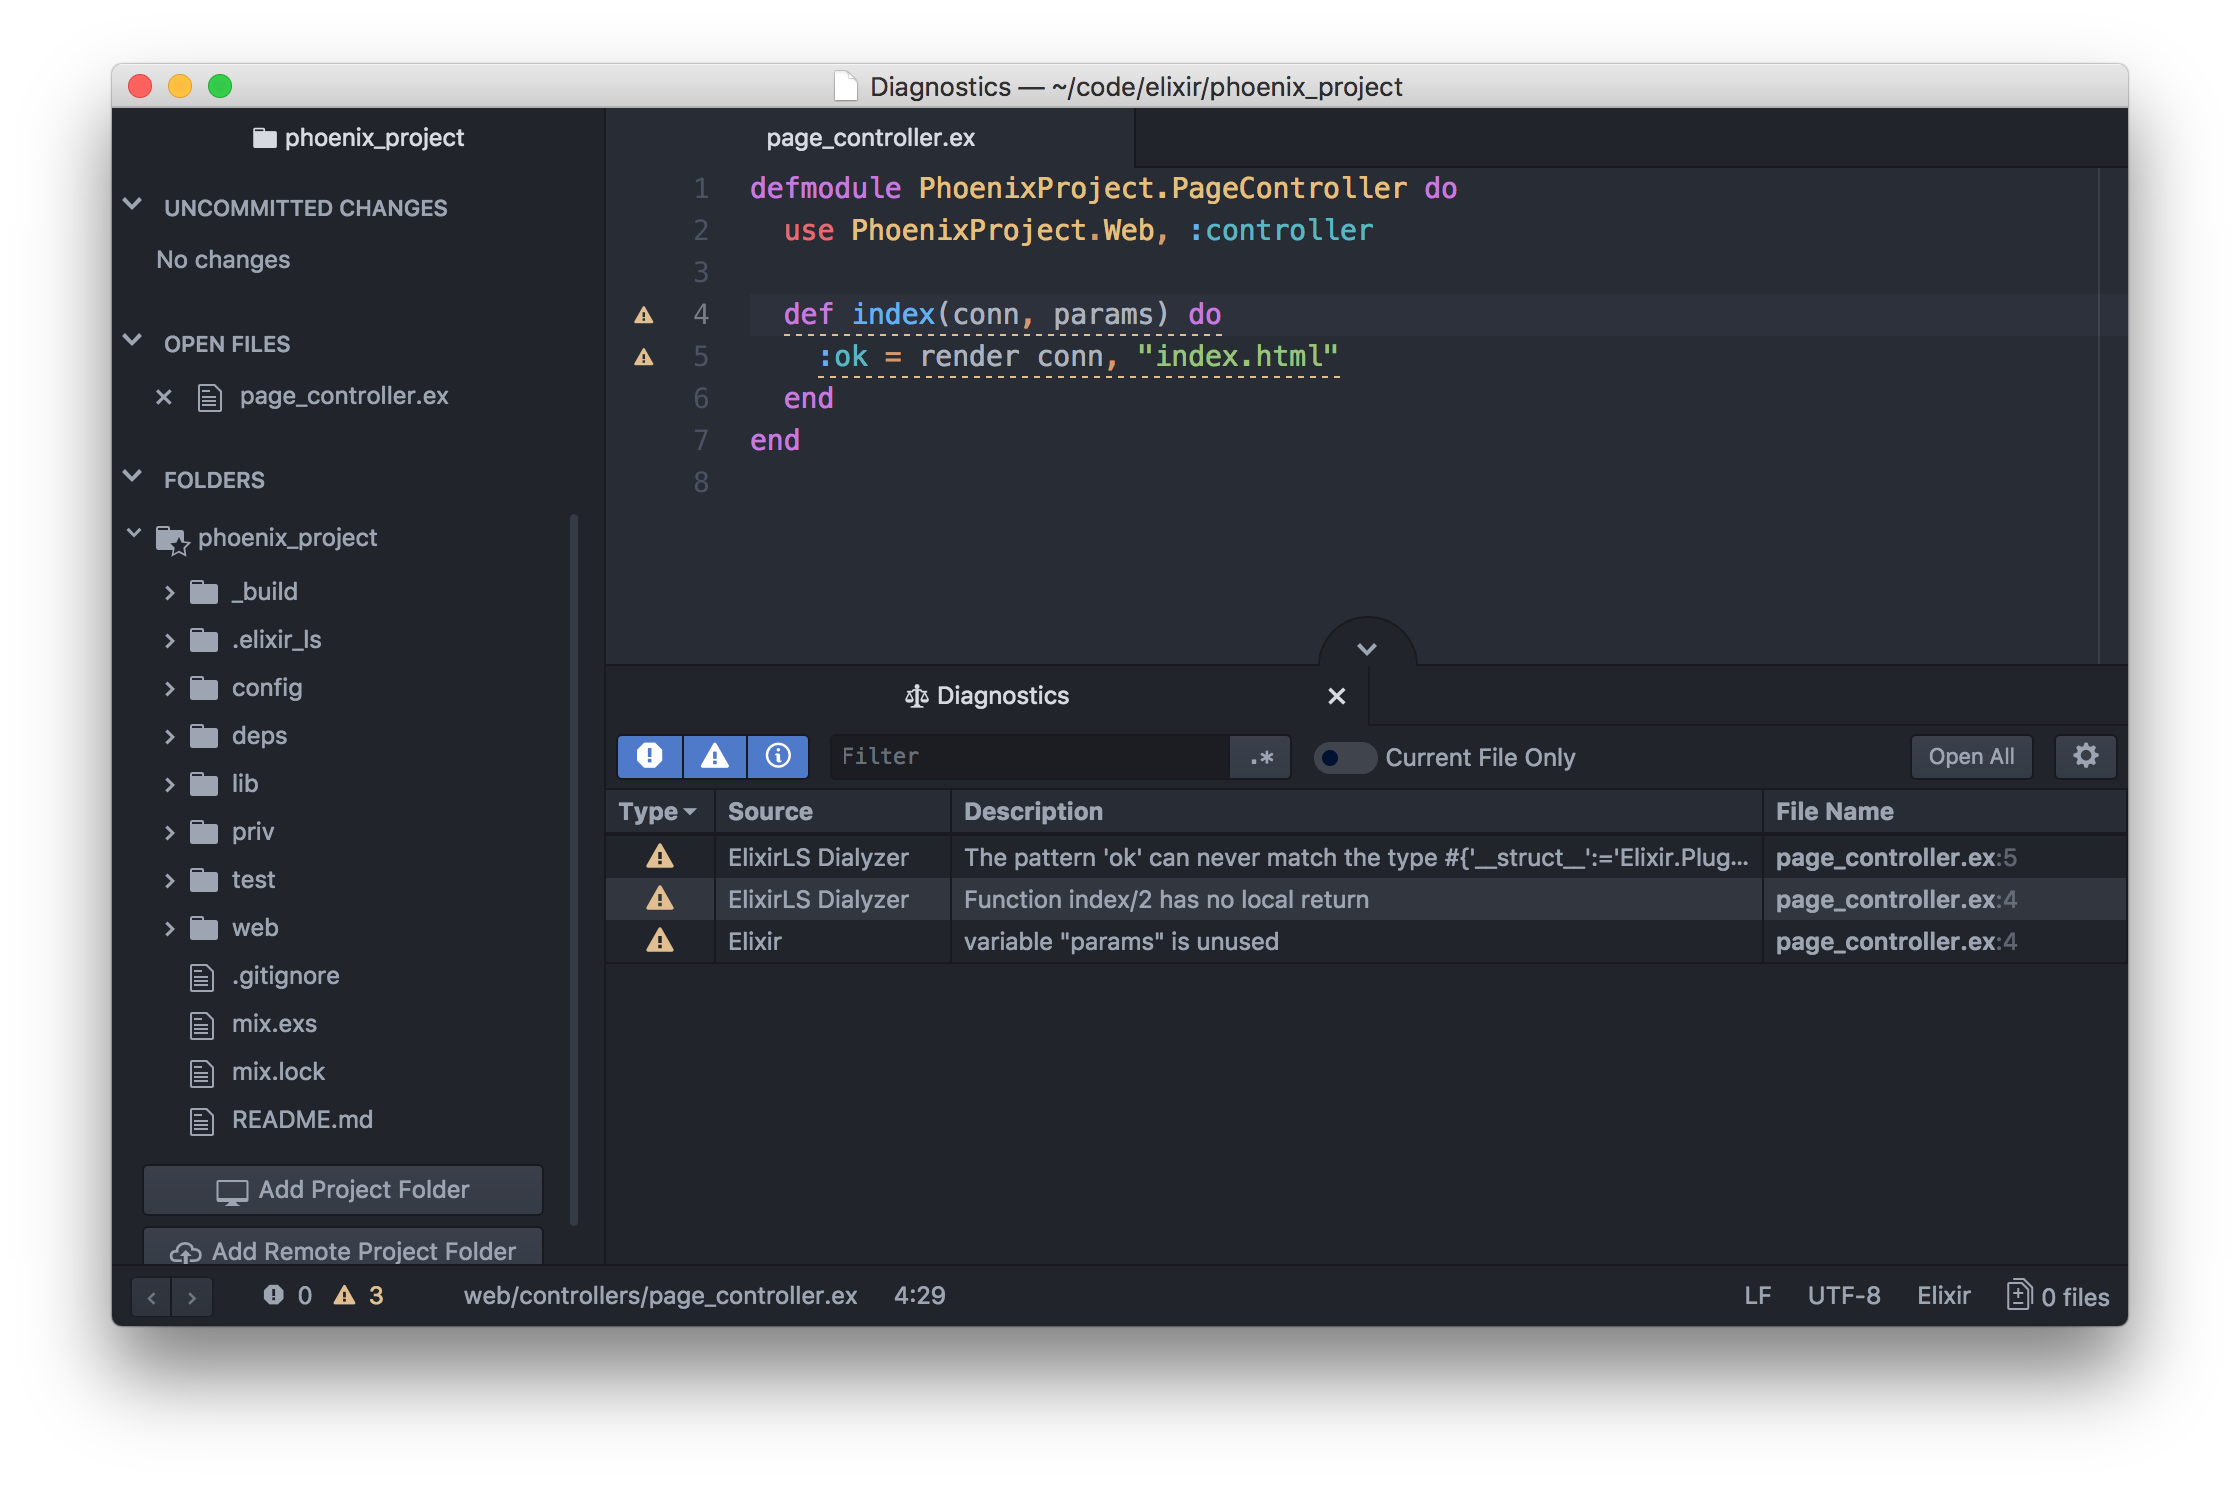 Diagnostics — ~/code/elixir/phoenix_project
phoenix_project
UNCOMMITTED CHANGES
No changes
OPEN FILES
page_controller.ex
FOLDERS
phoenix_project
_build
.elixir_ls
config
deps
lib
priv
test
web
.gitignore
mix.exs
mix.lock
README.md
Add Project Folder
Add Remote Project Folder
page_controller.ex
1 defmodule PhoenixProject.PageController do
2 use PhoenixProject.Web, :controller
3
4 def index(conn, params) do
5 :ok = render conn, "index.html"
6 end
7 end
8
Diagnostics
Filter .* Current File Only Open All
Type Source Description File Name
ElixirLS Dialyzer The pattern 'ok' can never match the type #{'__struct__':='Elixir.Plug... page_controller.ex:5
ElixirLS Dialyzer Function index/2 has no local return page_controller.ex:4
Elixir variable "params" is unused page_controller.ex:4
0 3 web/controllers/page_controller.ex 4:29 LF UTF-8 Elixir 0 files